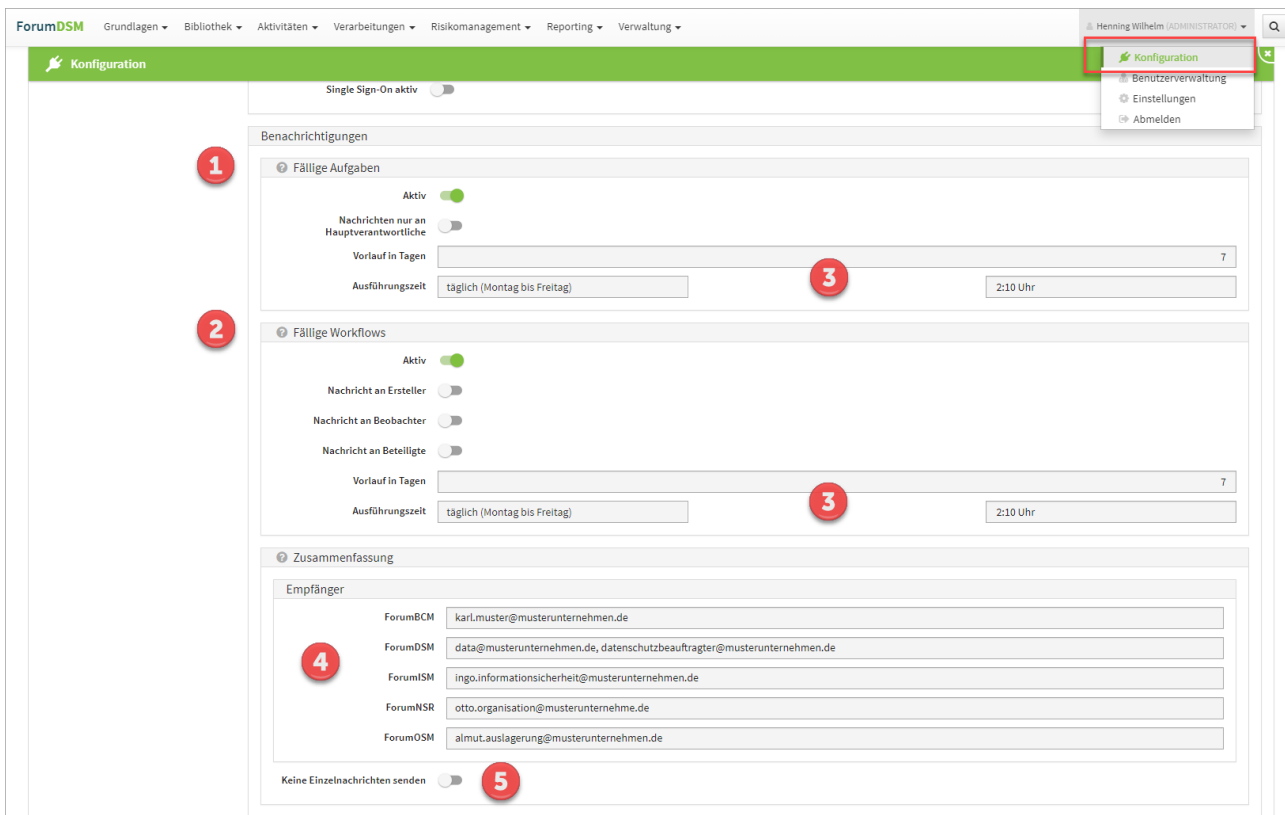 ForumDSM Grundlagen Bibliothek Aktivitäten Verarbeitungen Risikomanagement Reporting Verwaltung Henning Wilhelm (ADMINISTRATOR)
Konfiguration
Konfiguration
Benutzerverwaltung
Einstellungen
Abmelden
Single Sign-On aktiv
Benachrichtigungen
1
Fällige Aufgaben
Aktiv
Nachrichten nur an
Hauptverantwortliche
Vorlauf in Tagen 7
Ausführungszeit täglich (Montag bis Freitag) 3 2:10 Uhr
2
Fällige Workflows
Aktiv
Nachricht an Ersteller
Nachricht an Beobachter
Nachricht an Beteiligte
Vorlauf in Tagen 7
Ausführungszeit täglich (Montag bis Freitag) 3 2:10 Uhr
Zusammenfassung
Empfänger
ForumBCM karl.muster@musterunternehmen.de
4
ForumDSM data@musterunternehmen.de, datenschutzbeauftragter@musterunternehmen.de
ForumISM ingo.informationsicherheit@musterunternehmen.de
ForumNSR otto.organisation@musterunternehme.de
ForumOSM almut.auslagerung@musterunternehmen.de
Keine Einzelnachrichten senden 5